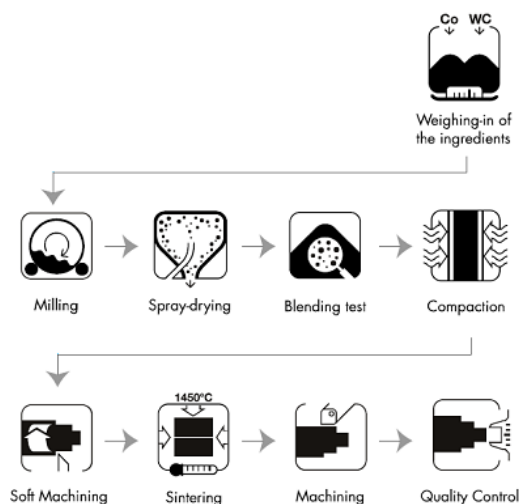 Co WC
Weighing-in of
the ingredients
Milling
Spray-drying
Blending test
Compaction
1450°C
Soft Machining
Sintering
Machining
Quality Control